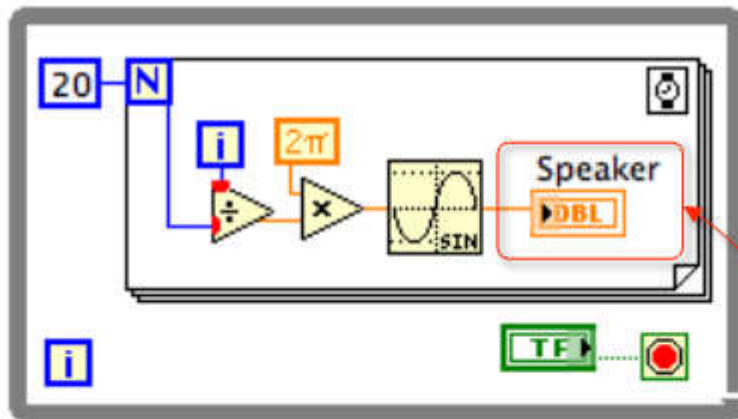 20
N
i
2π
÷
×
SIN
Speaker
DBL
i
TF